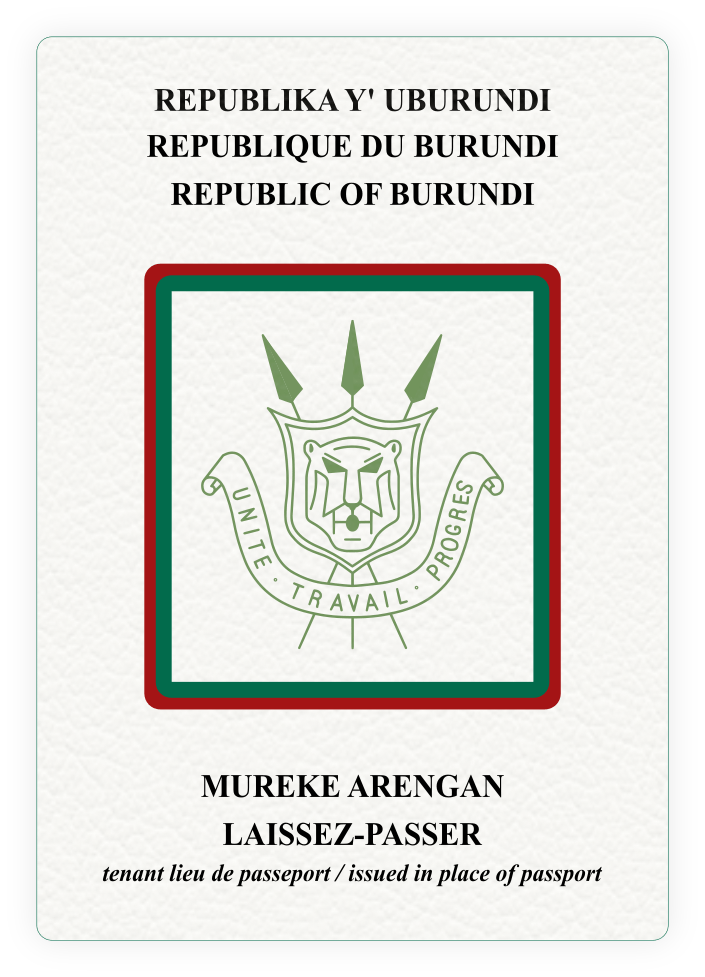 REPUBLIKA Y' UBURUNDI
REPUBLIQUE DU BURUNDI
REPUBLIC OF BURUNDI
UNITE · TRAVAIL · PROGRES
MUREKE ARENGAN
LAISSEZ-PASSER
tenant lieu de passeport / issued in place of passport